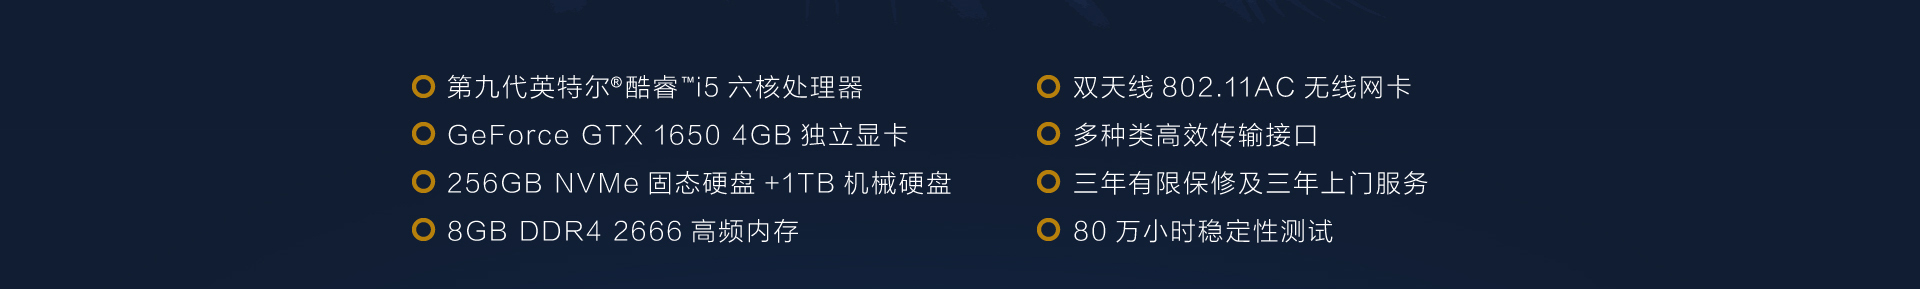 第九代英特尔®酷睿™i5 六核处理器
GeForce GTX 1650 4GB 独立显卡
256GB NVMe 固态硬盘 +1TB 机械硬盘
8GB DDR4 2666 高频内存
双天线 802.11AC 无线网卡
多种类高效传输接口
三年有限保修及三年上门服务
80 万小时稳定性测试